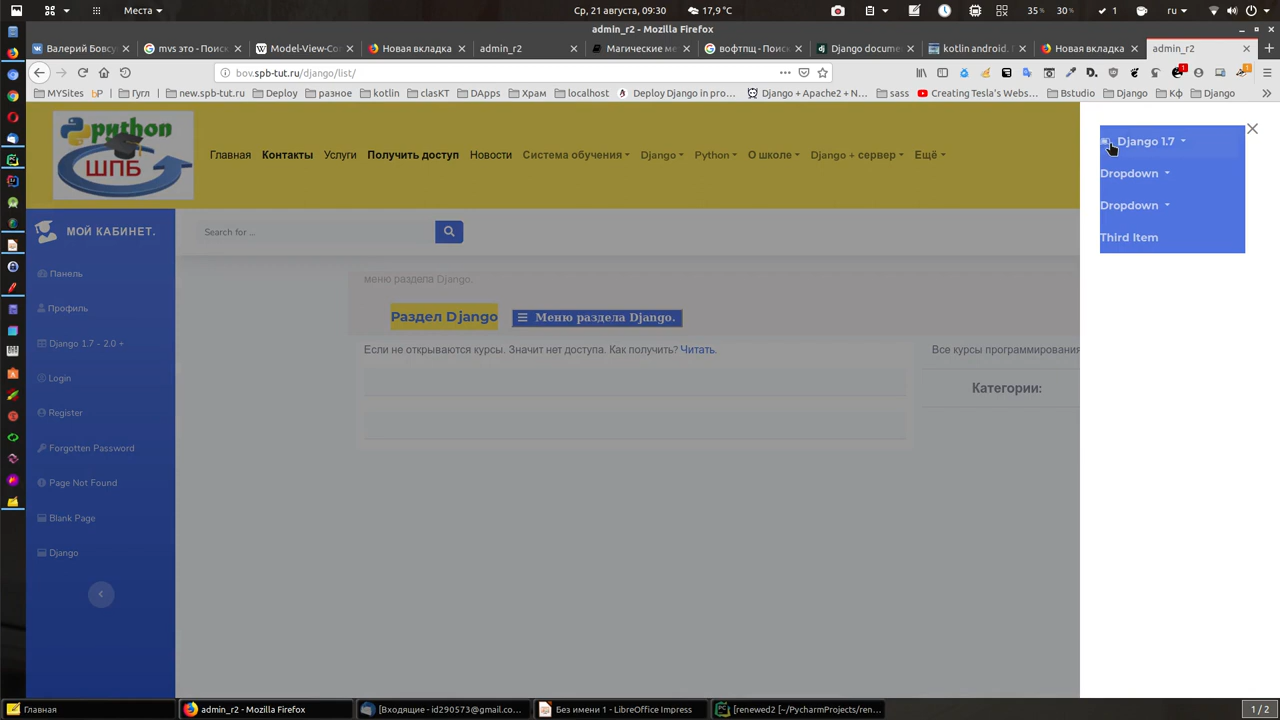 Места
Ср, 21 августа, 09:30
17,9 °C
35%
30%
1
ru
admin_r2 - Mozilla Firefox
Валерий Бовсу
mvs это - Поиск
Model-View-Con
Новая вкладка
admin_r2
Магические ме
вофтпщ - Поиск
Django docume
kotlin android. С
Новая вкладка
admin_r2
bov.spb-tut.ru/django/list/
MYSites
bP
Гугл
new.spb-tut.ru
Deploy
разное
kotlin
clasKT
DApps
Храм
localhost
Deploy Django in pro…
Django + Apache2 + N…
sass
Creating Tesla's Webs…
Bstudio
Django
Кф
Django
python
ШПБ
Главная
Контакты
Услуги
Получить доступ
Новости
Система обучения
Django
Python
О школе
Django + сервер
Ещё
Django 1.7
Dropdown
Dropdown
Third Item
МОЙ КАБИНЕТ.
Search for ...
Панель
Профиль
Django 1.7 - 2.0 +
Login
Register
Forgotten Password
Page Not Found
Blank Page
Django
меню раздела Django.
Раздел Django
Меню раздела Django.
Если не открываются курсы. Значит нет доступа. Как получить? Читать.
Все курсы программирования
Категории:
Главная
admin_r2 - Mozilla Firefox
[Входящие - id290573@gmail.co…
Без имени 1 - LibreOffice Impress
[renewed2 [~/PycharmProjects/ren…
1 / 2